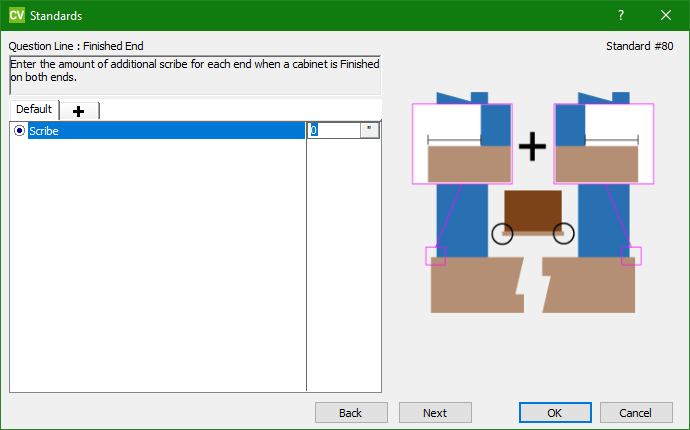 CV Standards ?
Question Line : Finished End Standard #80
Enter the amount of additional scribe for each end when a cabinet is Finished
on both ends.
Default +
Scribe 0 "
Back Next OK Cancel